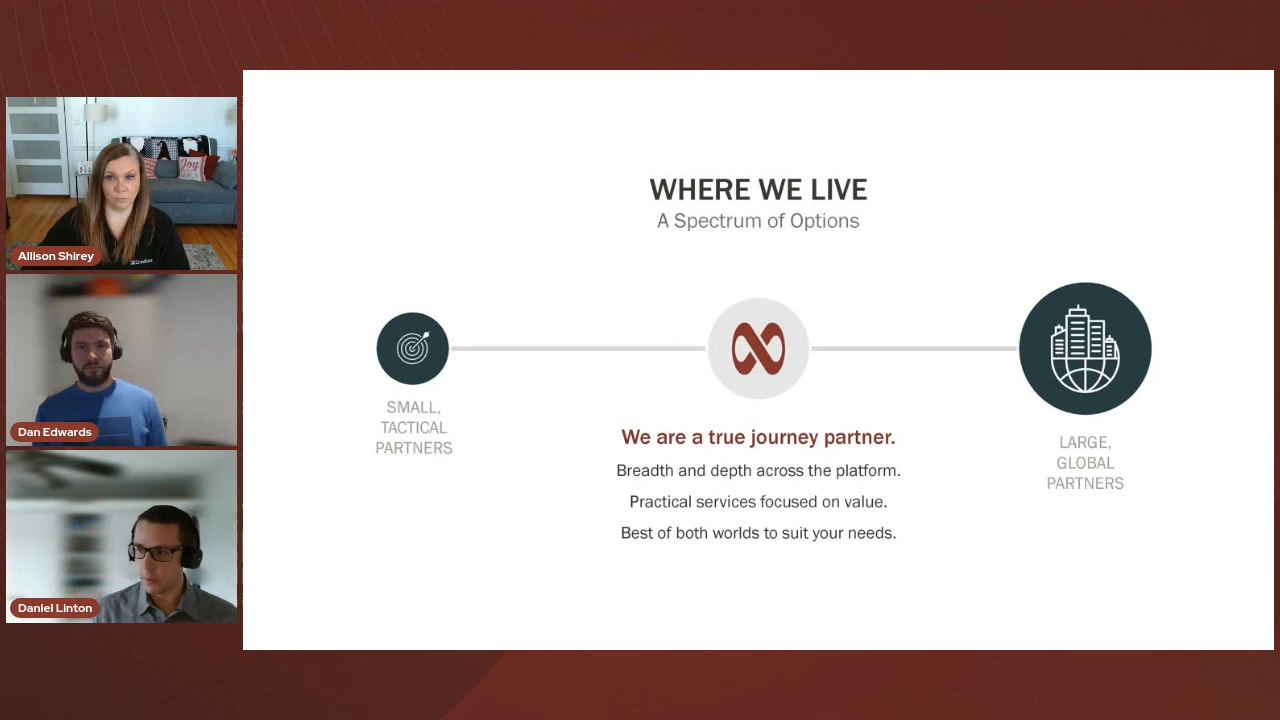 WHERE WE LIVE
A Spectrum of Options
SMALL,
TACTICAL
PARTNERS
We are a true journey partner.
Breadth and depth across the platform.
Practical services focused on value.
Best of both worlds to suit your needs.
LARGE,
GLOBAL
PARTNERS
Joy
Allison Shirey
Dan Edwards
Daniel Linton